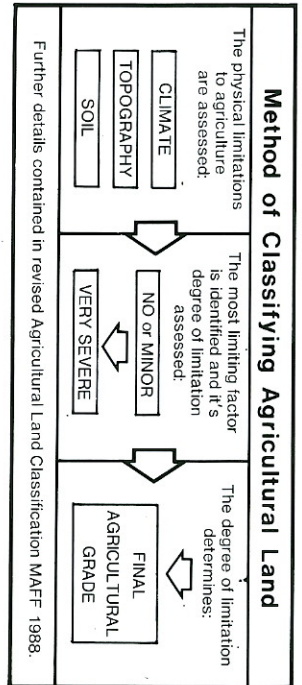 Method of Classifying Agricultural Land
The physical limitations
to agriculture
are assessed:
CLIMATE
TOPOGRAPHY
SOIL
The most limiting factor
is identified and it's
degree of limitation
assessed:
NO or MINOR
VERY SEVERE
The degree of limitation
determines:
FINAL
AGRICULTURAL
GRADE
Further details contained in revised Agricultural Land Classification MAFF 1988.